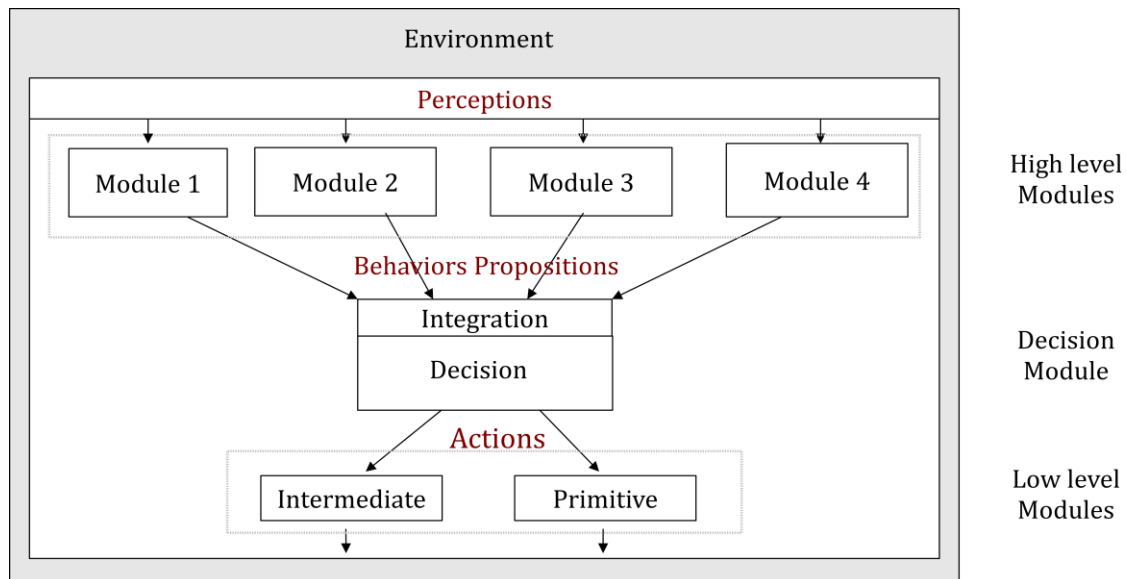 Environment
Perceptions
Module 1
Module 2
Module 3
Module 4
High level
Modules
Behaviors Propositions
Integration
Decision
Decision
Module
Actions
Intermediate
Primitive
Low level
Modules